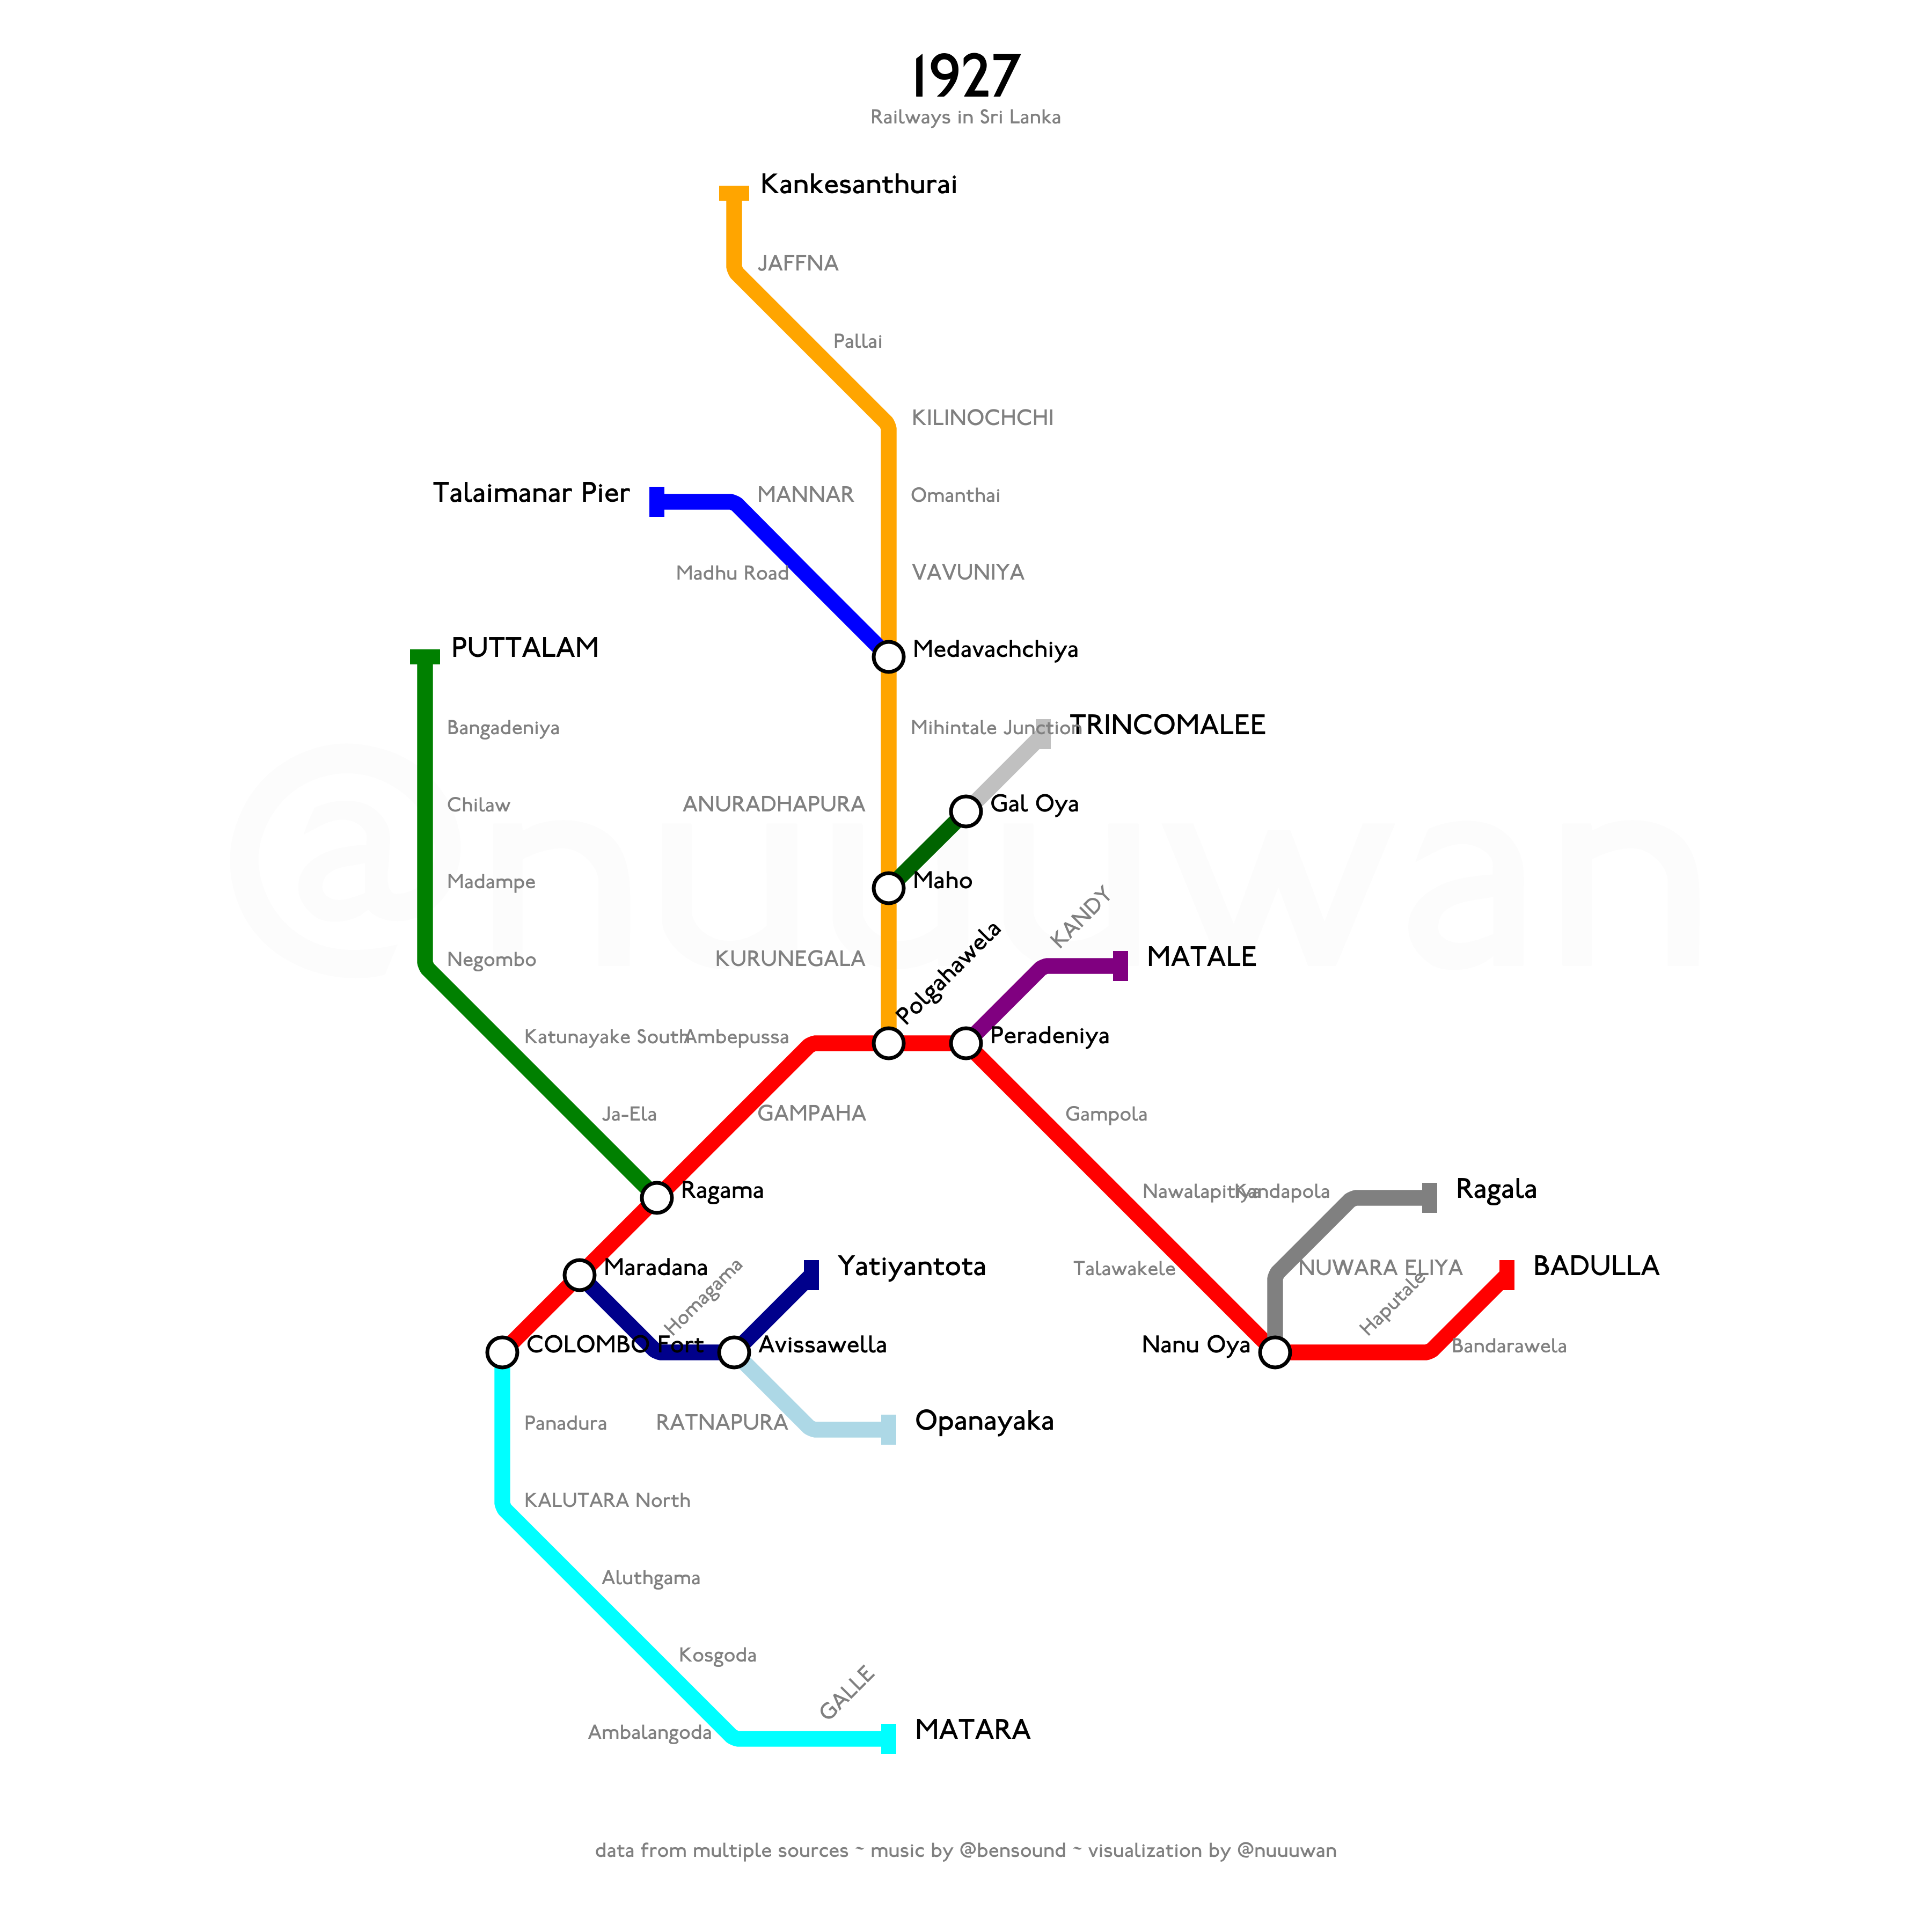 1927
Railways in Sri Lanka
Kankesanthurai
JAFFNA
Pallai
KILINOCHCHI
Talaimanar Pier
MANNAR
Omanthai
Madhu Road
VAVUNIYA
PUTTALAM
Medavachchiya
Bangadeniya
Mihintale Junction
TRINCOMALEE
Chilaw
ANURADHAPURA
Gal Oya
@nuuuwan
Madampe
Maho
KANDY
Negombo
KURUNEGALA
Polgahawela
MATALE
Katunayake South
Ambepussa
Peradeniya
Ja-Ela
GAMPAHA
Gampola
Ragama
Nawalapitiya
Kandapola
Ragala
Maradana
Homagama
Yatiyantota
Talawakele
NUWARA ELIYA
Haputale
BADULLA
COLOMBO Fort
Avissawella
Nanu Oya
Bandarawela
Panadura
RATNAPURA
Opanayaka
KALUTARA North
Aluthgama
Kosgoda
GALLE
Ambalangoda
MATARA
data from multiple sources ~ music by @bensound ~ visualization by @nuuuwan